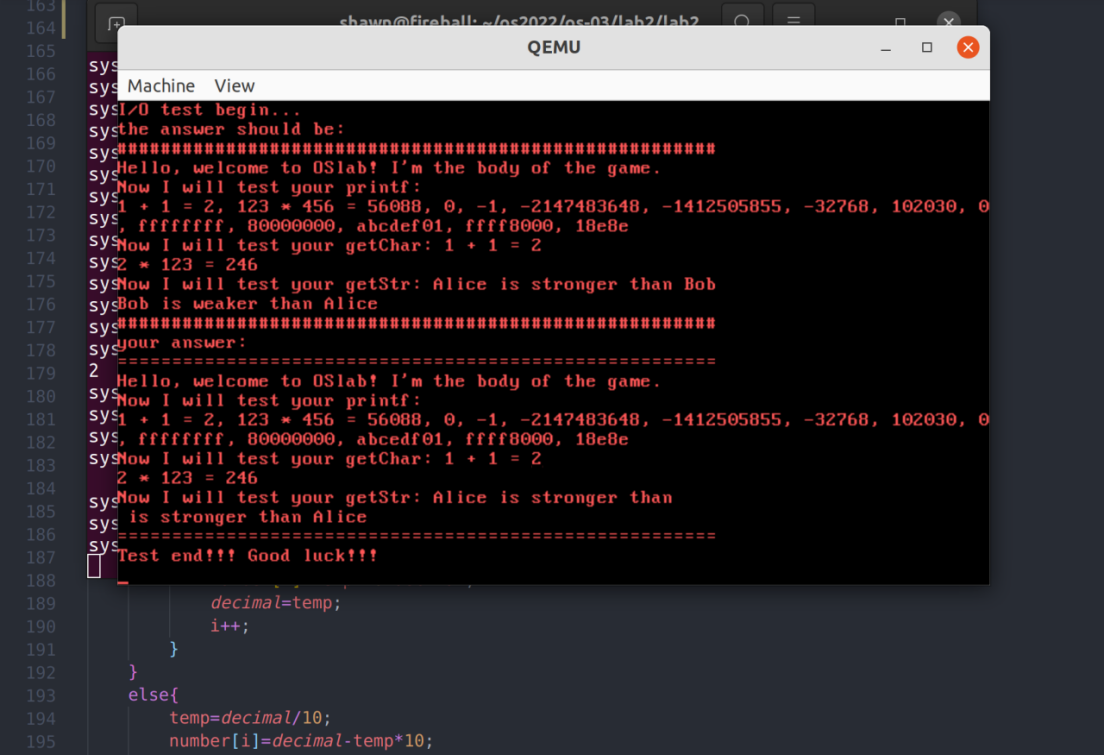 shawn@fireball: ~/os2022/os-03/lab2/lab2
QEMU
Machine View
I/O test begin...
the answer should be:
#######################################################
Hello, welcome to OSlab! I'm the body of the game.
Now I will test your printf:
1 + 1 = 2, 123 * 456 = 56088, 0, -1, -2147483648, -1412505855, -32768, 102030, 0
, ffffffff, 80000000, abcdef01, ffff8000, 18e8e
Now I will test your getChar: 1 + 1 = 2
2 * 123 = 246
Now I will test your getStr: Alice is stronger than Bob
Bob is weaker than Alice
#######################################################
your answer:
=======================================================
Hello, welcome to OSlab! I'm the body of the game.
Now I will test your printf:
1 + 1 = 2, 123 * 456 = 56088, 0, -1, -2147483648, -1412505855, -32768, 102030, 0
, ffffffff, 80000000, abcedf01, ffff8000, 18e8e
Now I will test your getChar: 1 + 1 = 2
2 * 123 = 246
Now I will test your getStr: Alice is stronger than
 is stronger than Alice
=======================================================
Test end!!! Good luck!!!
sys
sys
sys
sys
sys
sys
sys
sys
sys
sys
sys
sys
sys
sys
2
sys
sys
sys
sys
sys
sys
sys
163
164
165
166
167
168
169
170
171
172
173
174
175
176
177
178
179
180
181
182
183
184
185
186
187
188
189 decimal=temp;
190 i++;
191 }
192 }
193 else{
194 temp=decimal/10;
195 number[i]=decimal-temp*10;